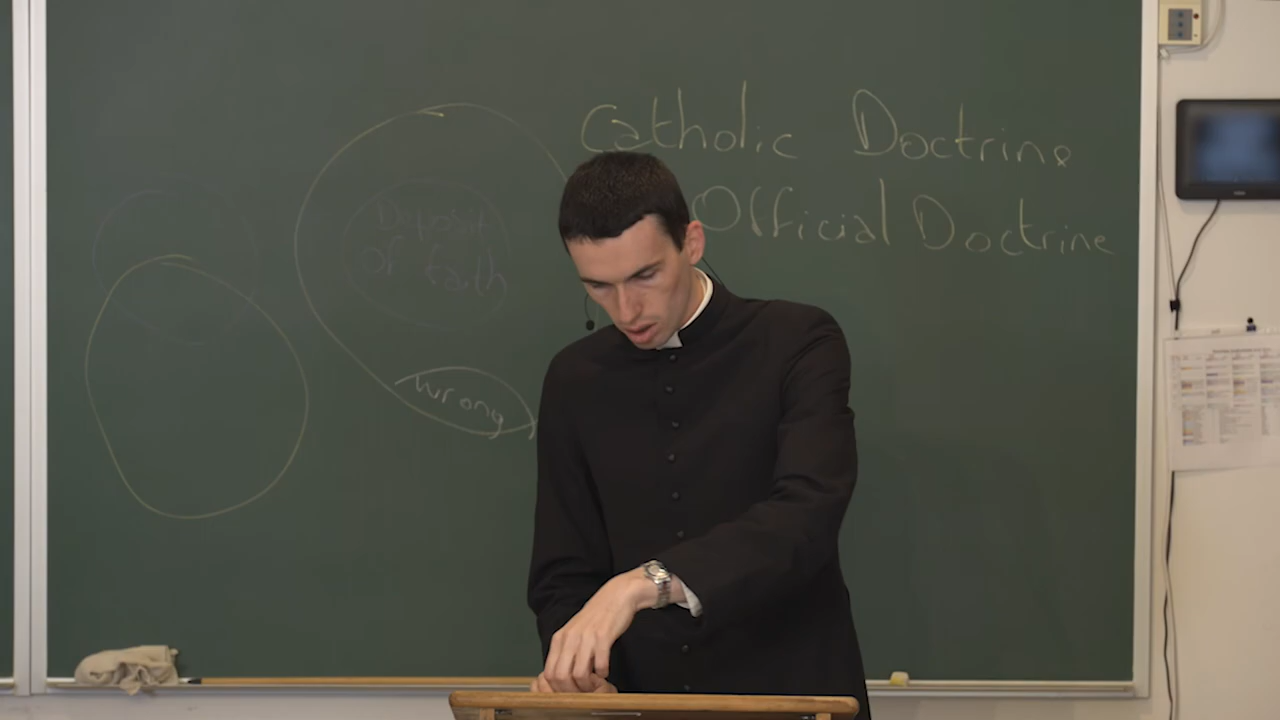 Catholic Doctrine
Official Doctrine
Deposit
of faith
wrong